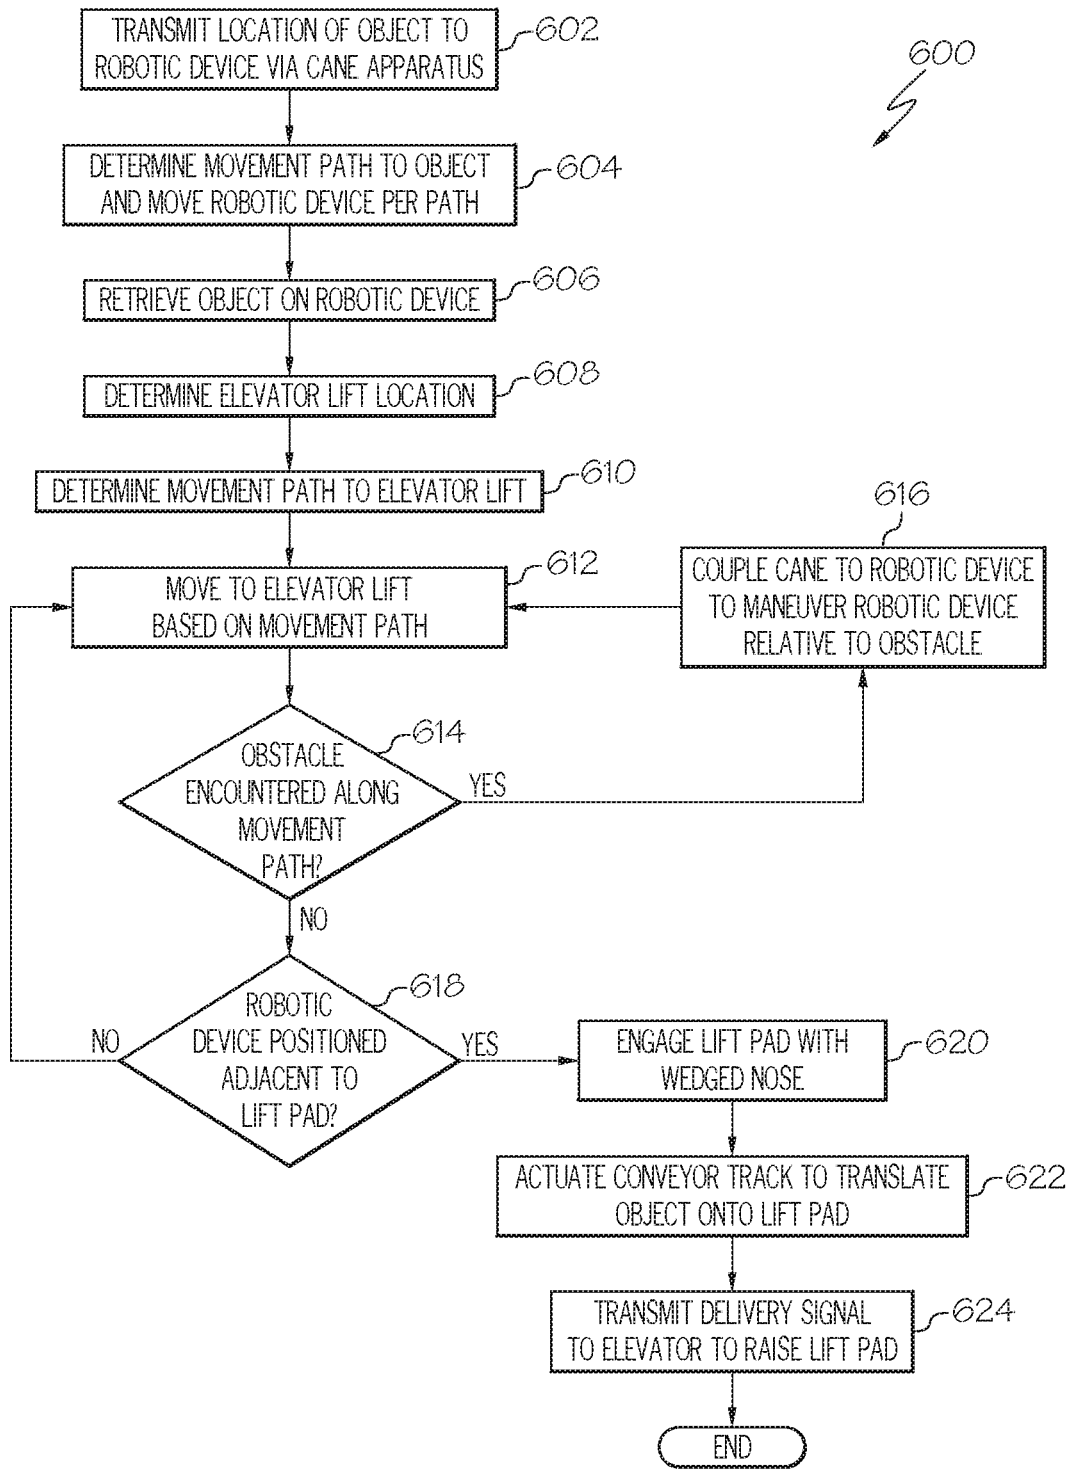 TRANSMIT LOCATION OF OBJECT TO
ROBOTIC DEVICE VIA CANE APPARATUS
602
600
DETERMINE MOVEMENT PATH TO OBJECT
AND MOVE ROBOTIC DEVICE PER PATH
604
RETRIEVE OBJECT ON ROBOTIC DEVICE
606
DETERMINE ELEVATOR LIFT LOCATION
608
DETERMINE MOVEMENT PATH TO ELEVATOR LIFT
610
MOVE TO ELEVATOR LIFT
BASED ON MOVEMENT PATH
612
616
COUPLE CANE TO ROBOTIC DEVICE
TO MANEUVER ROBOTIC DEVICE
RELATIVE TO OBSTACLE
OBSTACLE
ENCOUNTERED ALONG
MOVEMENT
PATH?
614
YES
NO
ROBOTIC
DEVICE POSITIONED
ADJACENT TO
LIFT PAD?
618
NO
YES
ENGAGE LIFT PAD WITH
WEDGED NOSE
620
ACTUATE CONVEYOR TRACK TO TRANSLATE
OBJECT ONTO LIFT PAD
622
TRANSMIT DELIVERY SIGNAL
TO ELEVATOR TO RAISE LIFT PAD
624
END